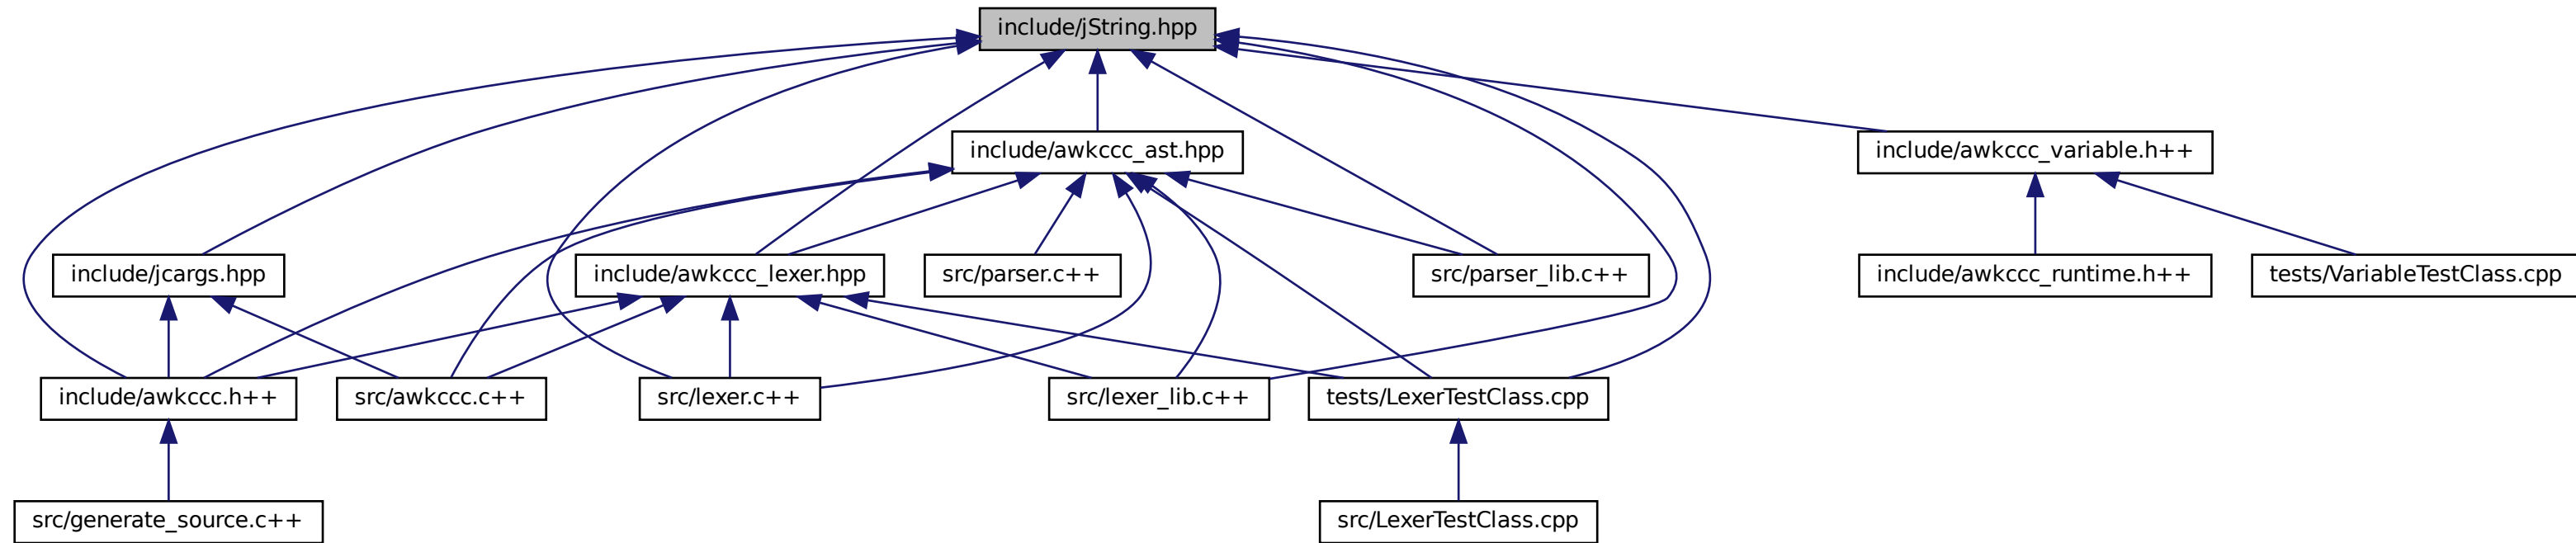 include/jString.hpp
include/awkccc_ast.hpp
include/awkccc_variable.h++
include/jcargs.hpp
include/awkccc_lexer.hpp
src/parser.c++
src/parser_lib.c++
include/awkccc_runtime.h++
tests/VariableTestClass.cpp
include/awkccc.h++
src/awkccc.c++
src/lexer.c++
src/lexer_lib.c++
tests/LexerTestClass.cpp
src/generate_source.c++
src/LexerTestClass.cpp